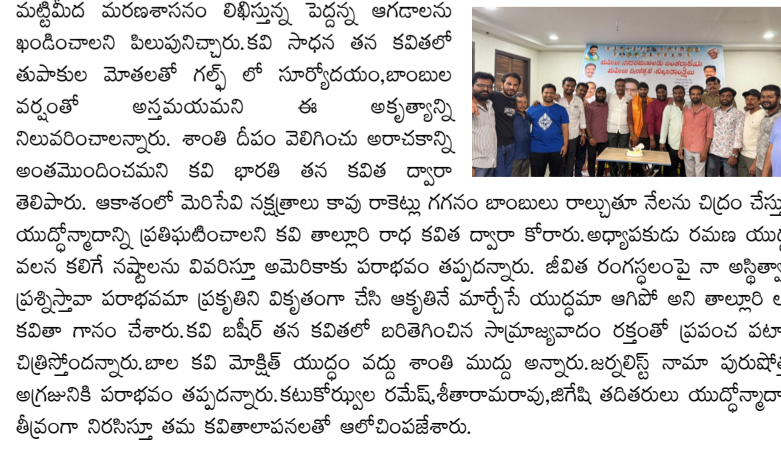 మట్టిమీద మరణశాసనం లిఖిస్తున్న పెద్దన్న ఆగడాలను
ఖండించాలని పిలుపునిచ్చారు.కవి సాధన తన కవితలో
తుపాకుల మోతలతో గల్ఫ్ లో సూర్యోదయం,బాంబుల
వర్షంతో అస్తమయమని ఈ అకృత్యాన్ని
నిలువరించాలన్నారు. శాంతి దీపం వెలిగించు అరాచకాన్ని
అంతమొందించమని కవి భారతి తన కవిత ద్వారా
తెలిపారు. ఆకాశంలో మెరిసేవి నక్షత్రాలు కావు రాకెట్లు గగనం బాంబులు రాల్చుతూ నేలను చిద్రం
యుద్ధోన్మాదాన్ని ప్రతిఘటించాలని కవి తాల్లూరి రాధ కవిత ద్వారా కోరారు.అధ్యాపకుడు రమణ
వలన కలిగే నష్టాలను వివరిస్తూ అమెరికాకు పరాభవం తప్పదన్నారు. జీవిత రంగస్థలంపై నా
ప్రశ్నిస్తావా పరాభవమా ప్రకృతిని వికృతంగా చేసి ఆకృతినే మార్చేసే యుద్ధమా ఆగిపో అని తాల్లూరి
కవితా గానం చేశారు.కవి బషీర్ తన కవితలో బరితెగించిన సామ్రాజ్యవాదం రక్తంతో ప్రపంచ
చిత్రిస్తోందన్నారు.బాల కవి మోక్షిత్ యుద్ధం వద్దు శాంతి ముద్దు అన్నారు.జర్నలిస్ట్ నామా
అగ్రజునికి పరాభవం తప్పదన్నారు.కటుకోఝ్వల రమేష్,శీతారామరావు,జిగేషి తదితరులు
తీవ్రంగా నిరసిస్తూ తమ కవితాలాపనలతో ఆలోచింపజేశారు.